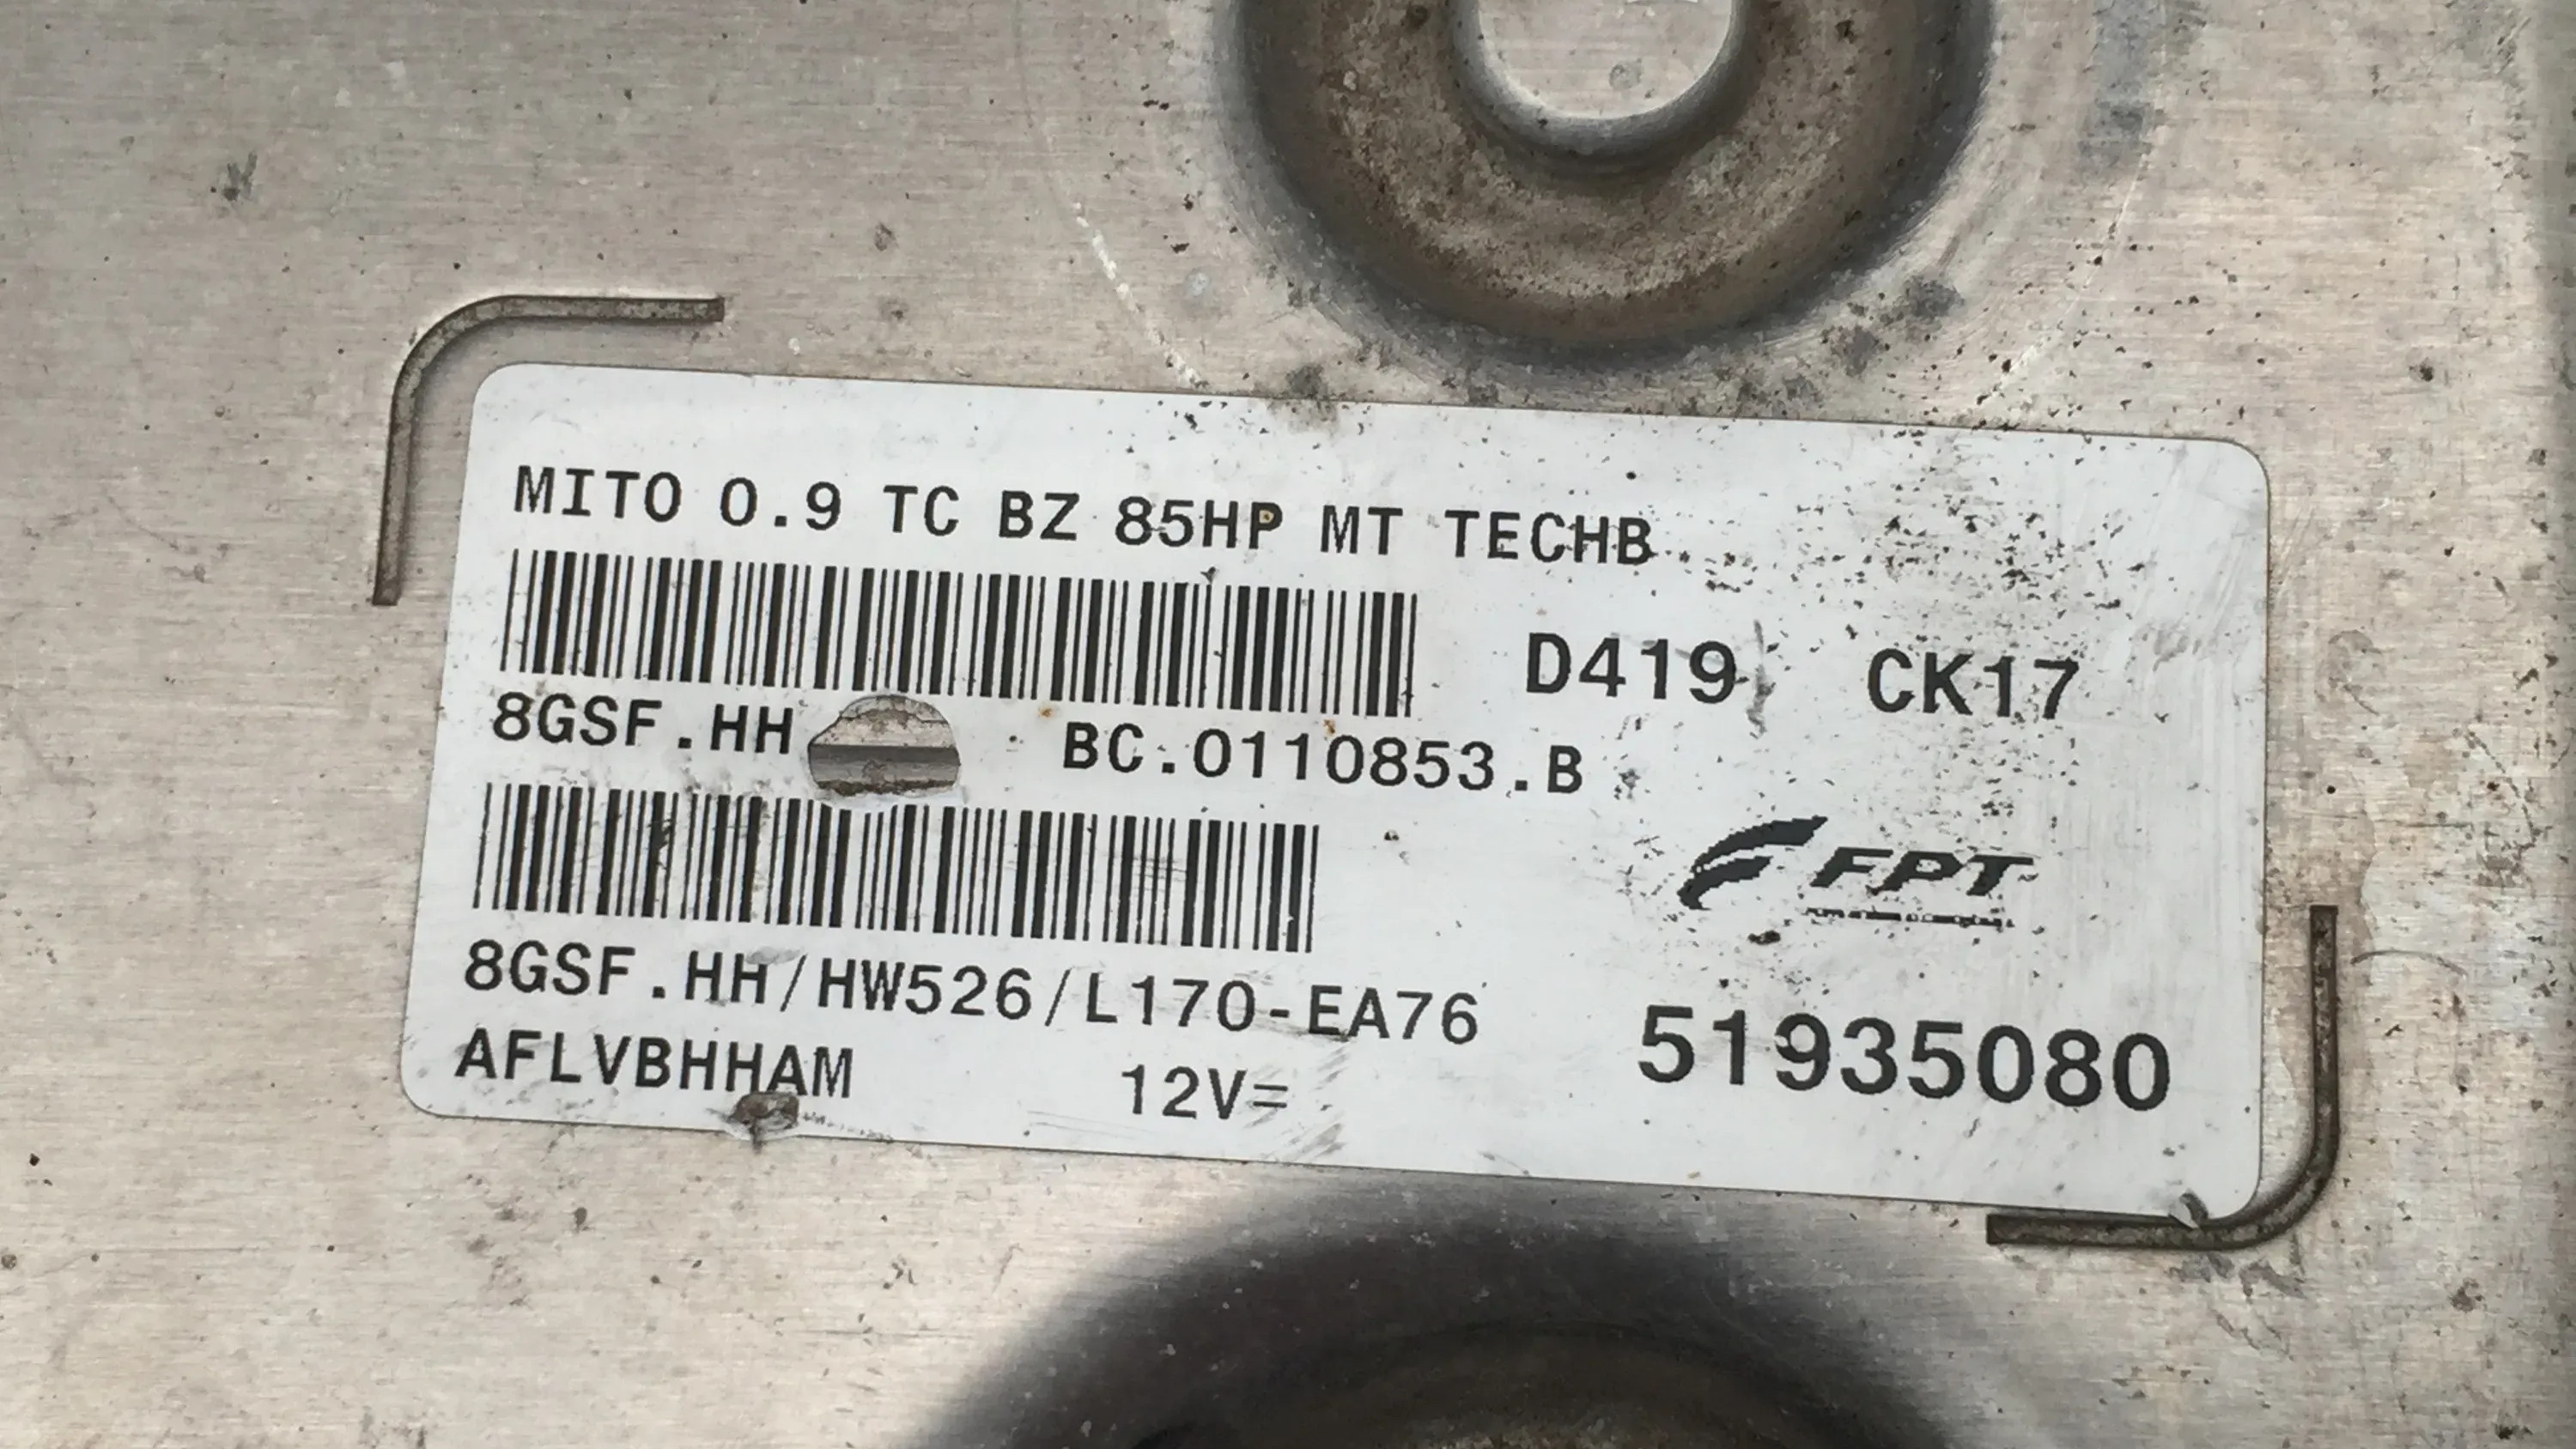 MITO 0.9 TC BZ 85HP MT TECHB
D419 CK17
8GSF.HH BC.0110853.B
FPT
8GSF.HH/HW526/L170-EA76
AFLVBHHAM 12V= 51935080